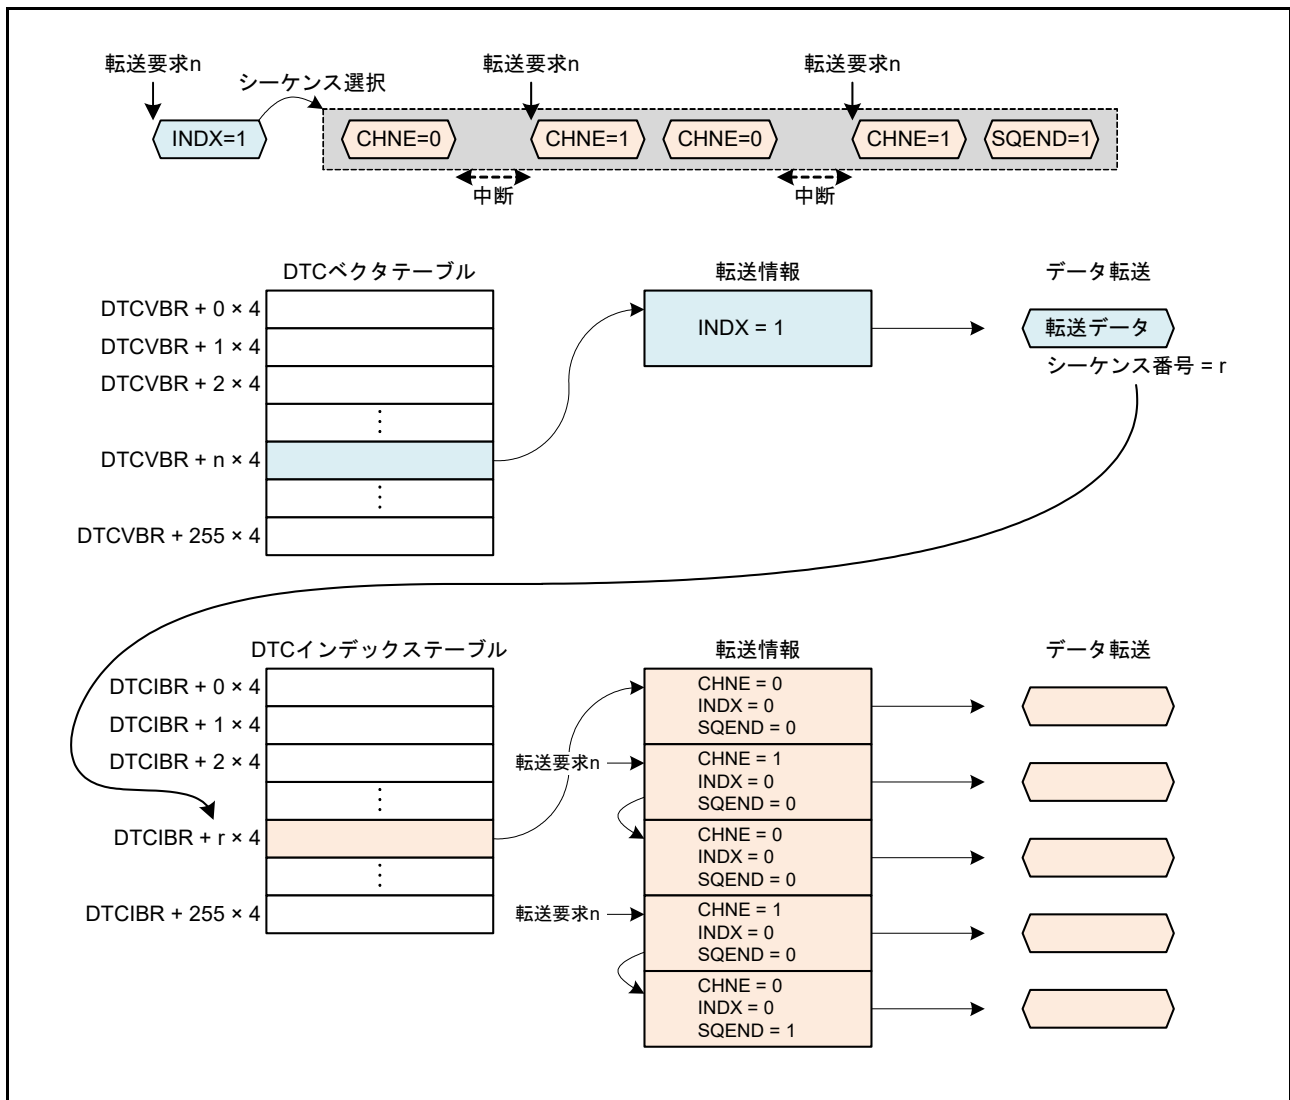 転送要求n 転送要求n 転送要求n
シーケンス選択
INDX=1 CHNE=0 CHNE=1 CHNE=0 CHNE=1 SQEND=1
中断 中断
DTCベクタテーブル 転送情報 データ転送
DTCVBR + 0 × 4
DTCVBR + 1 × 4
DTCVBR + 2 × 4
⋮
DTCVBR + n × 4
⋮
DTCVBR + 255 × 4
INDX = 1
転送データ
シーケンス番号 = r
DTCインデックステーブル 転送情報 データ転送
DTCIBR + 0 × 4
DTCIBR + 1 × 4
DTCIBR + 2 × 4
⋮
DTCIBR + r × 4
⋮
DTCIBR + 255 × 4
CHNE = 0
INDX = 0
SQEND = 0
転送要求n
CHNE = 1
INDX = 0
SQEND = 0
CHNE = 0
INDX = 0
SQEND = 0
転送要求n
CHNE = 1
INDX = 0
SQEND = 0
CHNE = 0
INDX = 0
SQEND = 1